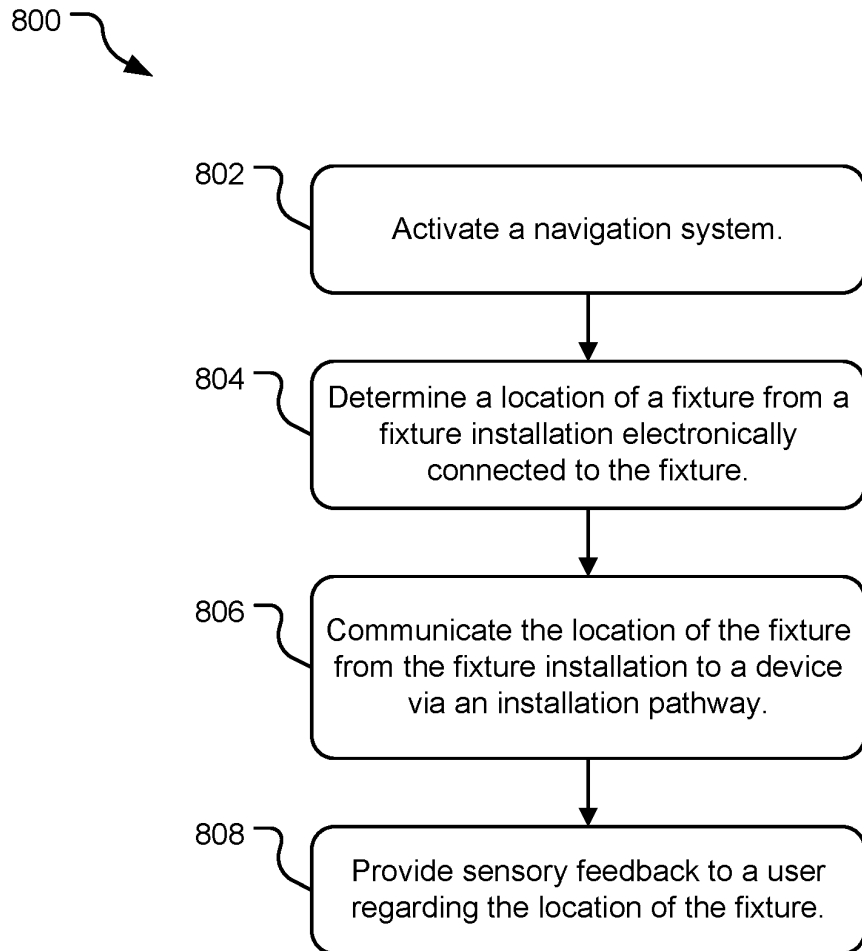 800
802
Activate a navigation system.
804
Determine a location of a fixture from a
fixture installation electronically
connected to the fixture.
806
Communicate the location of the fixture
from the fixture installation to a device
via an installation pathway.
808
Provide sensory feedback to a user
regarding the location of the fixture.